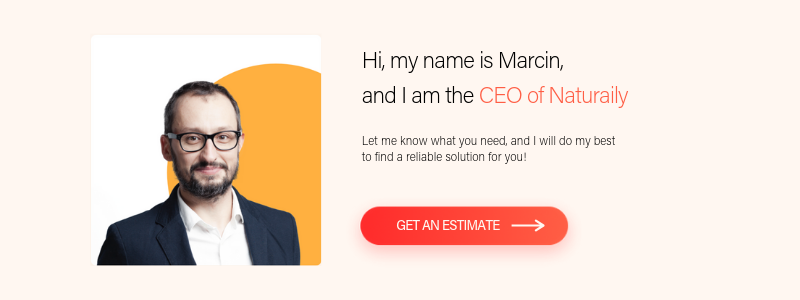 Hi, my name is Marcin,
and I am the CEO of Naturaily
Let me know what you need, and I will do my best
to find a reliable solution for you!
GET AN ESTIMATE